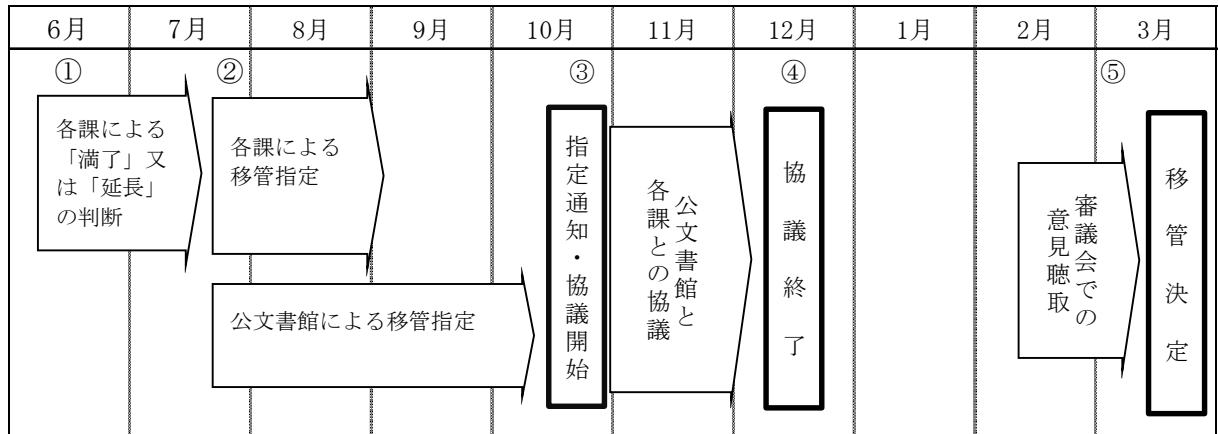 6月 7月 8月 9月 10月 11月 12月 1月 2月 3月
① ② ③ ④ ⑤
各課による
「満了」又
は「延長」
の判断
各課による
移管指定
公文書館による移管指定
指定通知・協議開始
公文書館と
各課との協議
協議終了
審議会での
意見聴取
移管決定